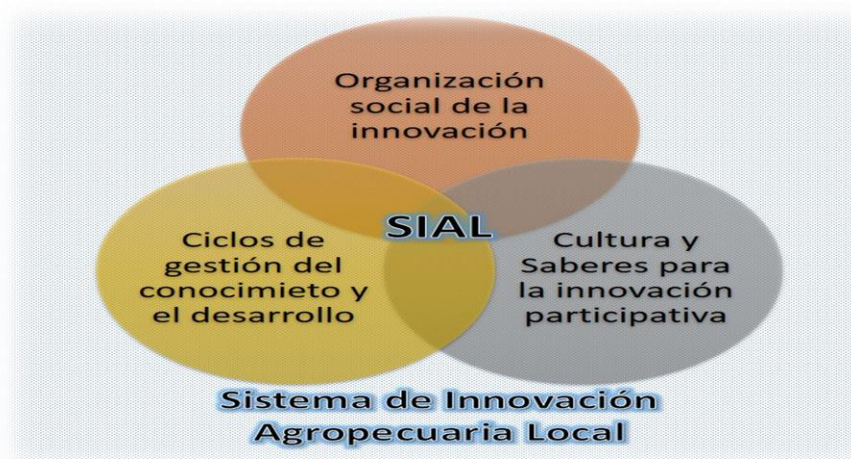 Organización
social de la
innovación
SIAL
Ciclos de
gestión del
conocimieto y
el desarrollo
Cultura y
Saberes para
la innovación
participativa
Sistema de Innovación
Agropecuaria Local